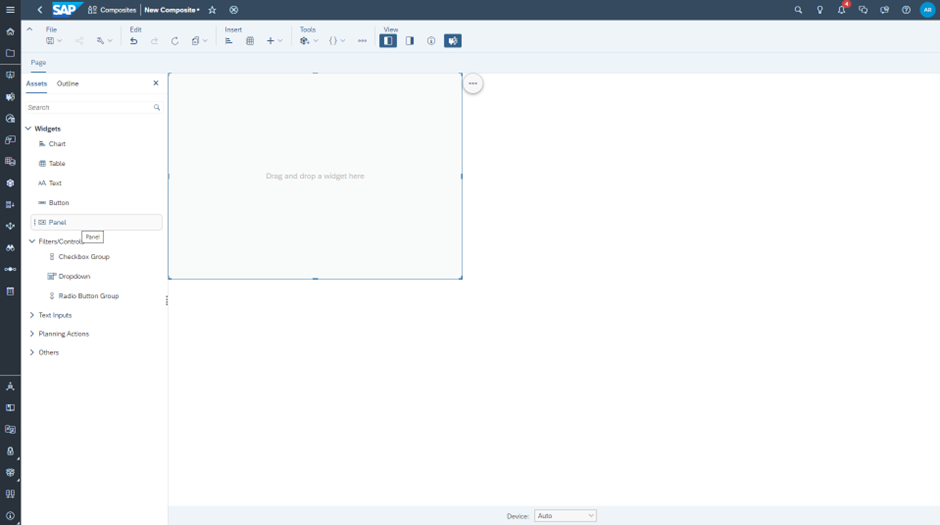 SAP Composites New Composite 4 AB
File Edit Insert Tools View
Page
Assets Outline
Search
Widgets
Chart
Table
Text
Button
Panel
Panel
Filters/Controls
Checkbox Group
Dropdown
Radio Button Group
Text Inputs
Planning Actions
Others
Drag and drop a widget here
Device: Auto